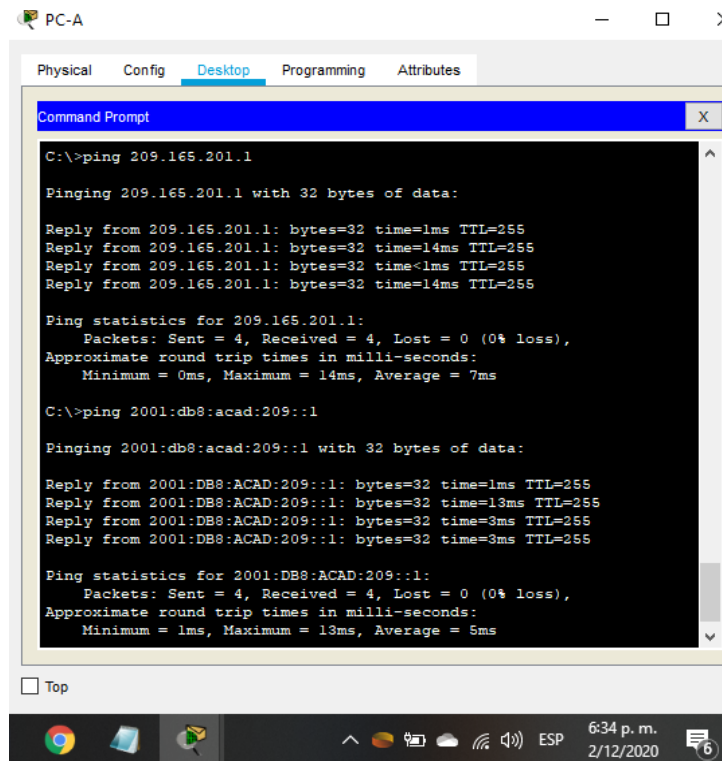 PC-A
Physical Config Desktop Programming Attributes
Command Prompt X
C:\>ping 209.165.201.1
Pinging 209.165.201.1 with 32 bytes of data:
Reply from 209.165.201.1: bytes=32 time=1ms TTL=255
Reply from 209.165.201.1: bytes=32 time=14ms TTL=255
Reply from 209.165.201.1: bytes=32 time<1ms TTL=255
Reply from 209.165.201.1: bytes=32 time=14ms TTL=255
Ping statistics for 209.165.201.1:
Packets: Sent = 4, Received = 4, Lost = 0 (0% loss),
Approximate round trip times in milli-seconds:
Minimum = 0ms, Maximum = 14ms, Average = 7ms
C:\>ping 2001:db8:acad:209::1
Pinging 2001:db8:acad:209::1 with 32 bytes of data:
Reply from 2001:DB8:ACAD:209::1: bytes=32 time=1ms TTL=255
Reply from 2001:DB8:ACAD:209::1: bytes=32 time=13ms TTL=255
Reply from 2001:DB8:ACAD:209::1: bytes=32 time=3ms TTL=255
Reply from 2001:DB8:ACAD:209::1: bytes=32 time=3ms TTL=255
Ping statistics for 2001:DB8:ACAD:209::1:
Packets: Sent = 4, Received = 4, Lost = 0 (0% loss),
Approximate round trip times in milli-seconds:
Minimum = 1ms, Maximum = 13ms, Average = 5ms
Top
ESP
6:34 p. m.
2/12/2020
6